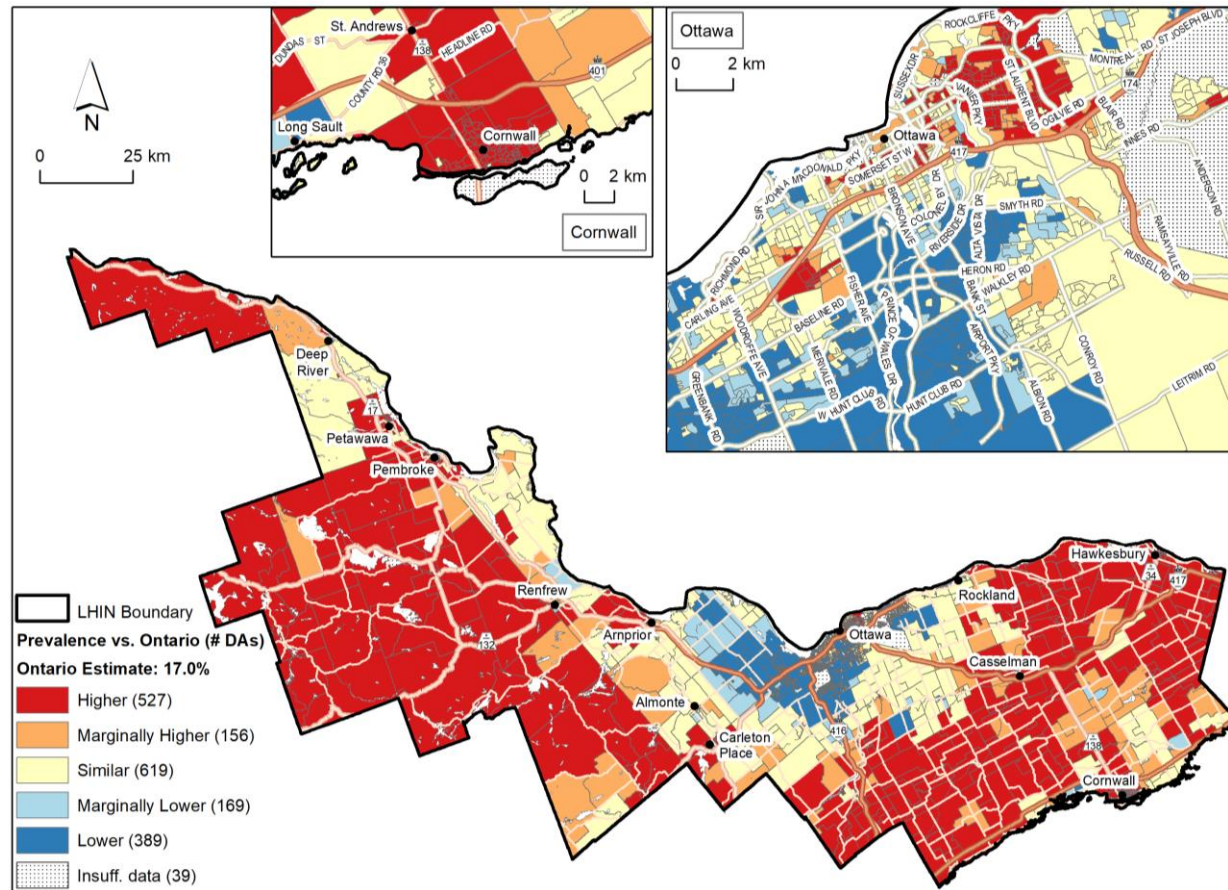 N
0 25 km
St. Andrews
DUNDAS ST
138
HEADLINE RD
COUNTY RD 36
401
Long Sault
Cornwall
0 2 km
Cornwall
Ottawa
0 2 km
ROCKCLIFFE PKY
SUSSEX DR
MONTREAL RD
ST JOSEPH BLVD
ST LAURENT BLVD
VANIER PKY
174
OGILVIE RD
BLAIR RD
INNES RD
Ottawa
417
SIR JOHN A MACDONALD PKY
SOMERSET ST W
ANDERSON RD
COLONEL BY DR
BRONSON AVE
RIVERSIDE DR
ALTA VISTA DR
SMYTH RD
RICHMOND RD
RAMSAYVILLE RD
RUSSELL RD
HERON RD
WALKLEY RD
CARLING AVE
BASELINE RD
FISHER AVE
PRINCE OF WALES DR
BANK ST
WOODROFFE AVE
MERIVALE RD
AIRPORT PKY
CONROY RD
GREENBANK RD
W HUNT CLUB RD
HUNT CLUB RD
ALBION RD
LEITRIM RD
Deep
River
17
Petawawa
Pembroke
Renfrew
132
Arnprior
Almonte
Carleton
Place
416
Ottawa
Rockland
Hawkesbury
34
417
Casselman
138
Cornwall
LHIN Boundary
Prevalence vs. Ontario (# DAs)
Ontario Estimate: 17.0%
Higher (527)
Marginally Higher (156)
Similar (619)
Marginally Lower (169)
Lower (389)
Insuff. data (39)